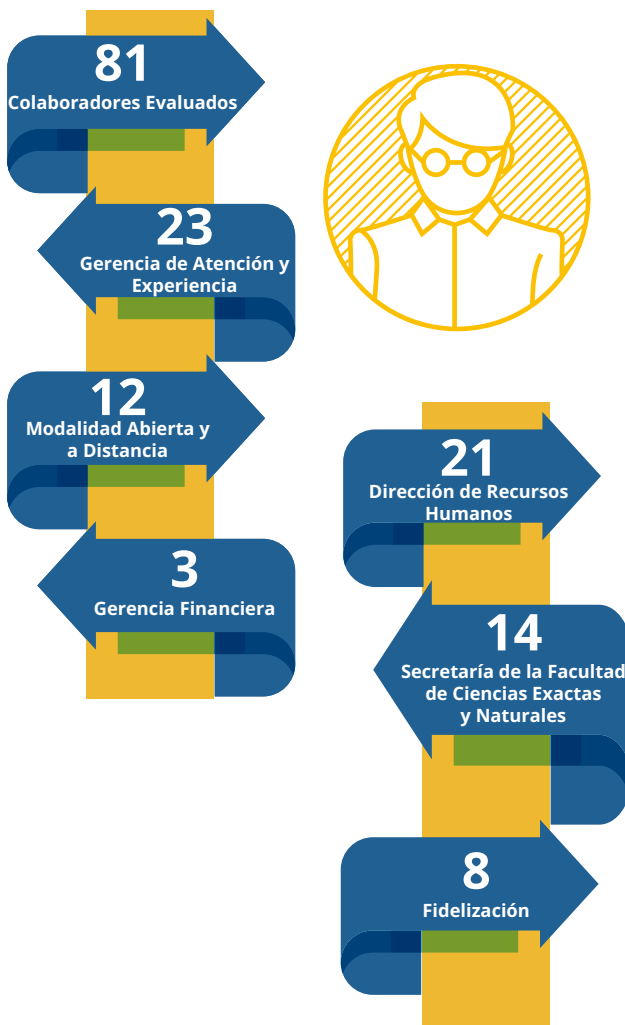 81
Colaboradores Evaluados
23
Gerencia de Atención y
Experiencia
12
Modalidad Abierta y
a Distancia
3
Gerencia Financiera
21
Dirección de Recursos
Humanos
14
Secretaría de la Facultad
de Ciencias Exactas
y Naturales
8
Fidelización